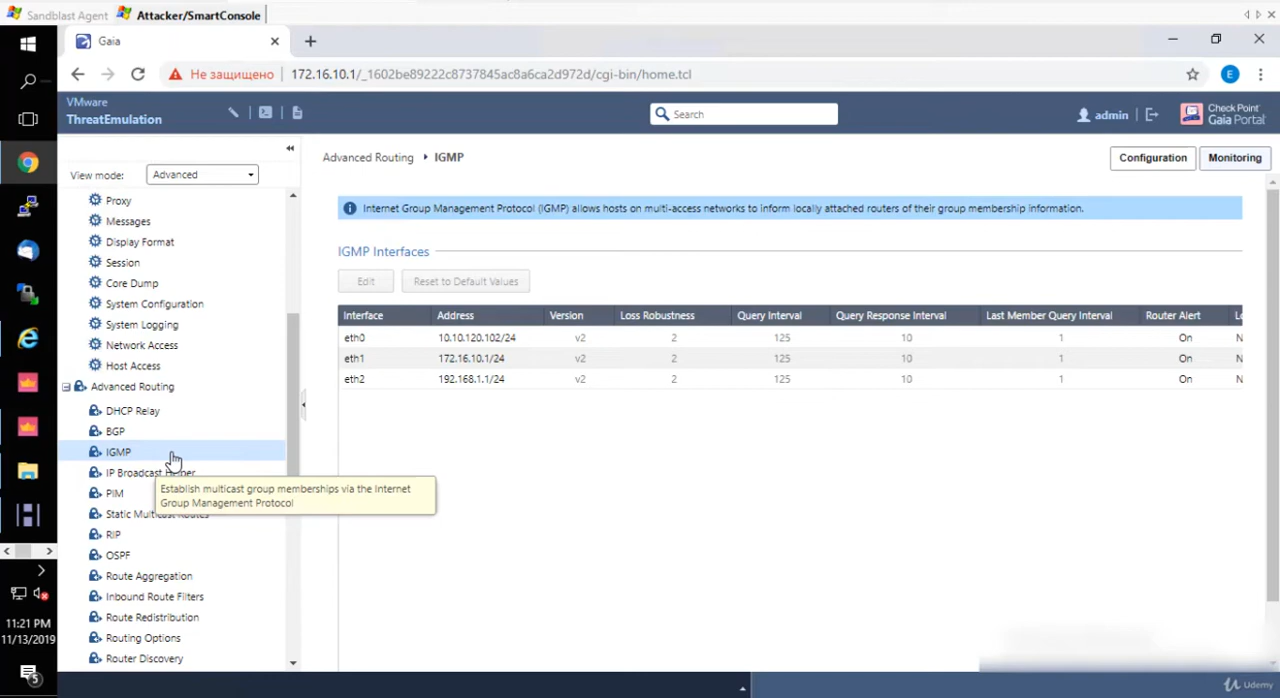 Sandblast Agent
Attacker/SmartConsole
Gaia
Не защищено
172.16.10.1/_1602be89222c8737845ac8a6ca2d972d/cgi-bin/home.tcl
E
VMware
ThreatEmulation
Search
admin
Check Point
Gaia Portal
View mode:
Advanced
Proxy
Messages
Display Format
Session
Core Dump
System Configuration
System Logging
Network Access
Host Access
Advanced Routing
DHCP Relay
BGP
IGMP
IP Broadcast Helper
PIM
Static Multicast Routes
RIP
OSPF
Route Aggregation
Inbound Route Filters
Route Redistribution
Routing Options
Router Discovery
Establish multicast group memberships via the Internet
Group Management Protocol
Advanced Routing IGMP
Configuration
Monitoring
Internet Group Management Protocol (IGMP) allows hosts on multi-access networks to inform locally attached routers of their group membership information.
IGMP Interfaces
Edit
Reset to Default Values
Interface Address Version Loss Robustness Query Interval Query Response Interval Last Member Query Interval Router Alert Lo
eth0 10.10.120.102/24 v2 2 125 10 1 On N
eth1 172.16.10.1/24 v2 2 125 10 1 On N
eth2 192.168.1.1/24 v2 2 125 10 1 On N
11:21 PM
11/13/2019
5
Udemy